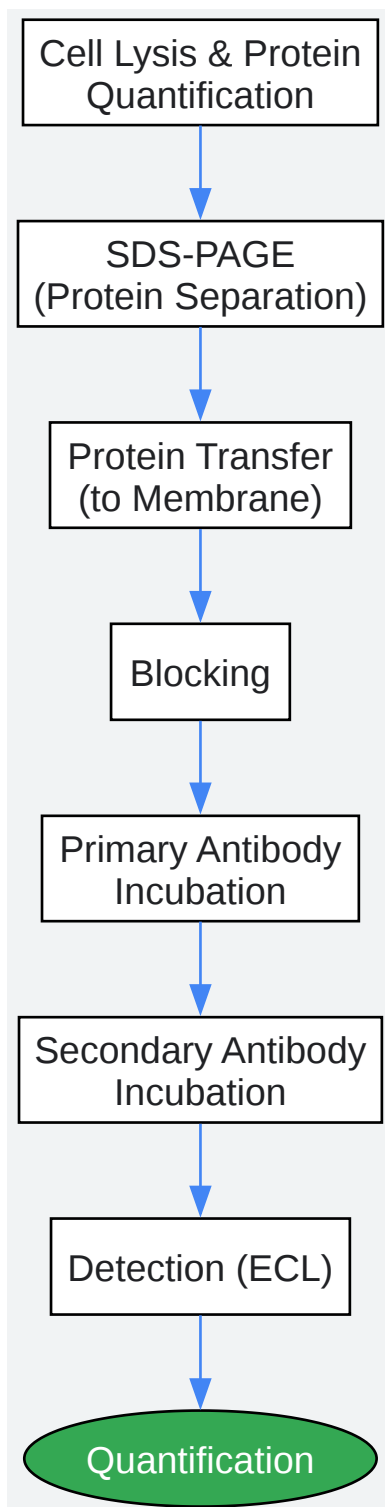 Cell Lysis & Protein
Quantification
SDS-PAGE
(Protein Separation)
Protein Transfer
(to Membrane)
Blocking
Primary Antibody
Incubation
Secondary Antibody
Incubation
Detection (ECL)
Quantification